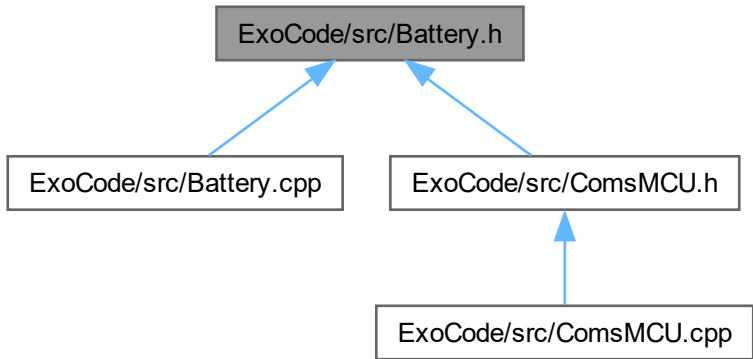 ExoCode/src/Battery.h
ExoCode/src/Battery.cpp
ExoCode/src/ComsMCU.h
ExoCode/src/ComsMCU.cpp